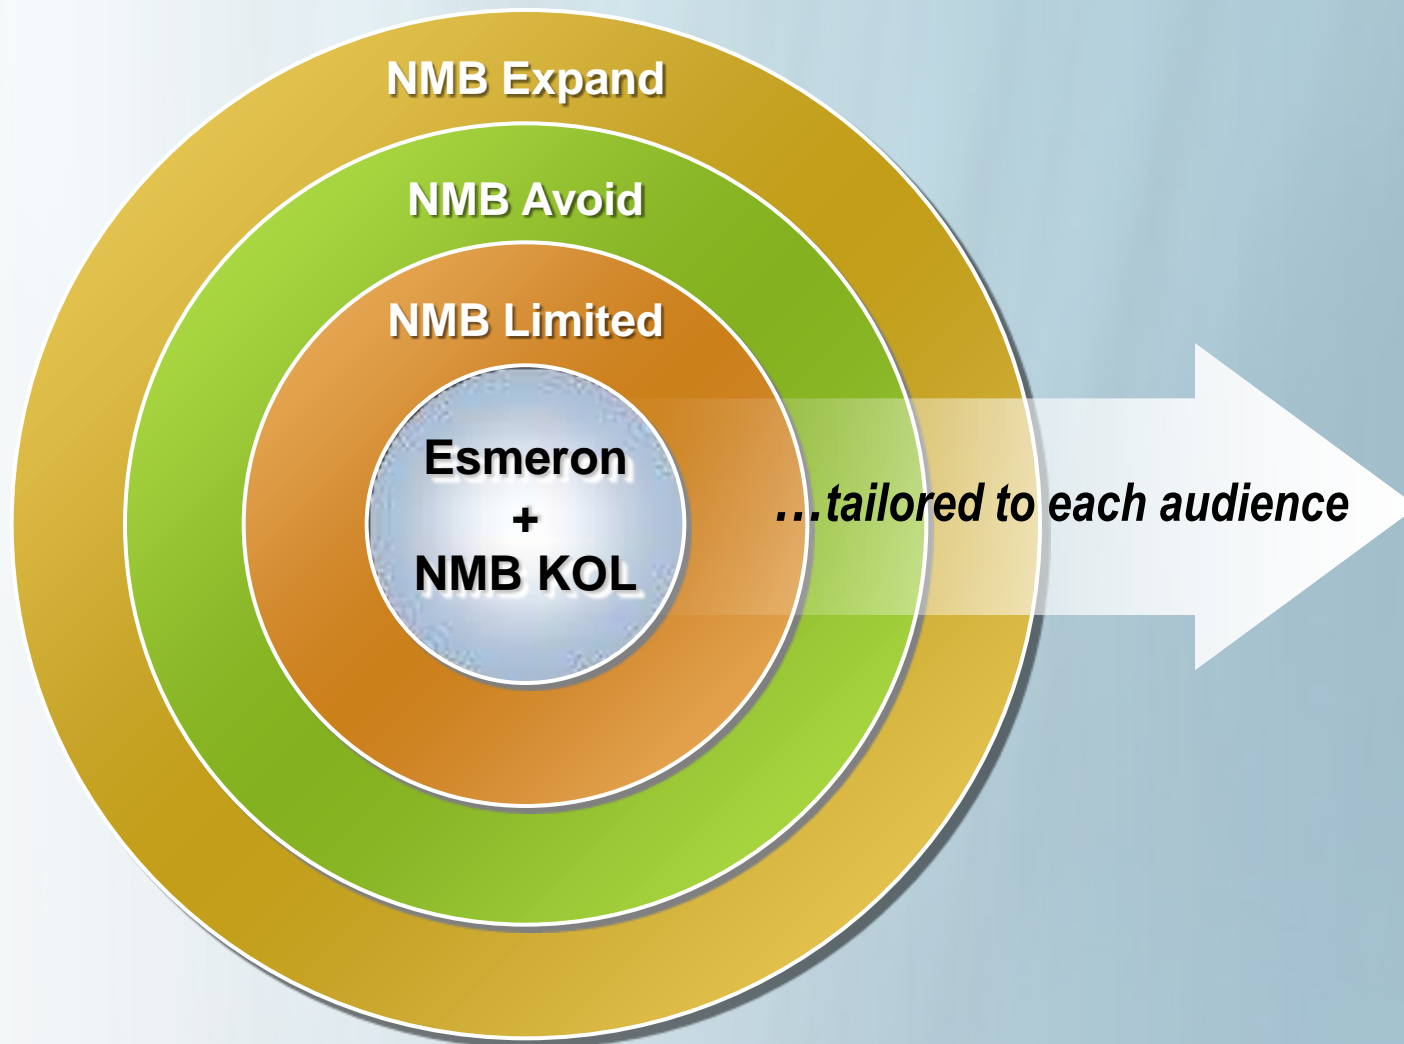 NMB Expand
NMB Avoid
NMB Limited
Esmeron
+
NMB KOL
...tailored to each audience